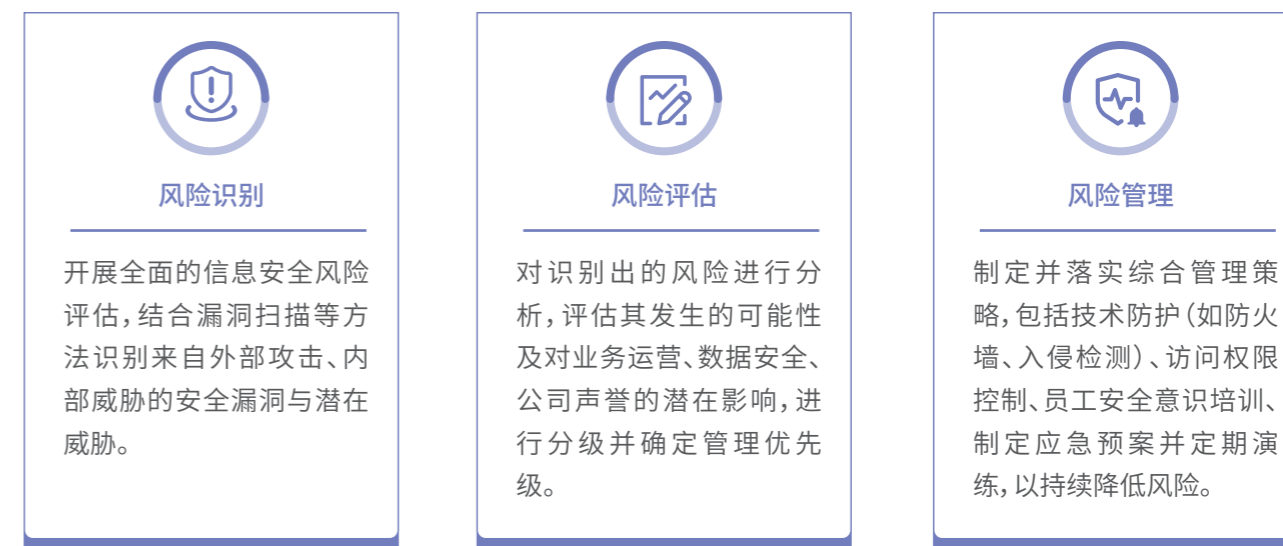 风险识别
开展全面的信息安全风险
评估，结合漏洞扫描等方
法识别来自外部攻击、内
部威胁的安全漏洞与潜在
威胁。
风险评估
对识别出的风险进行分
析，评估其发生的可能性
及对业务运营、数据安全、
公司声誉的潜在影响，进
行分级并确定管理优先
级。
风险管理
制定并落实综合管理策
略，包括技术防护（如防火
墙、入侵检测）、访问权限
控制、员工安全意识培训、
制定应急预案并定期演
练，以持续降低风险。